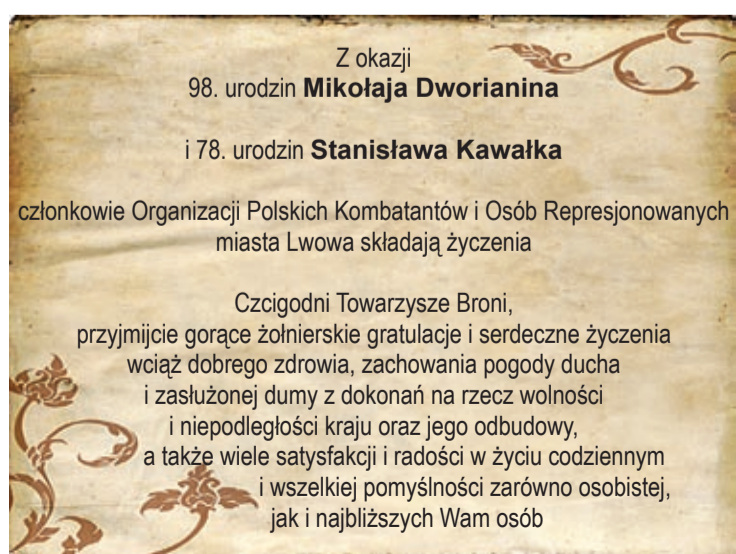 Z okazji
98. urodzin Mikołaja Dworianina
i 78. urodzin Stanisława Kawałka
członkowie Organizacji Polskich Kombatantów i Osób Represjonowanych
miasta Lwowa składają życzenia
Czcigodni Towarzysze Broni,
przyjmijcie gorące żołnierskie gratulacje i serdeczne życzenia
wciąż dobrego zdrowia, zachowania pogody ducha
i zasłużonej dumy z dokonań na rzecz wolności
i niepodległości kraju oraz jego odbudowy,
a także wiele satysfakcji i radości w życiu codziennym
i wszelkiej pomyślności zarówno osobistej,
jak i najbliższych Wam osób